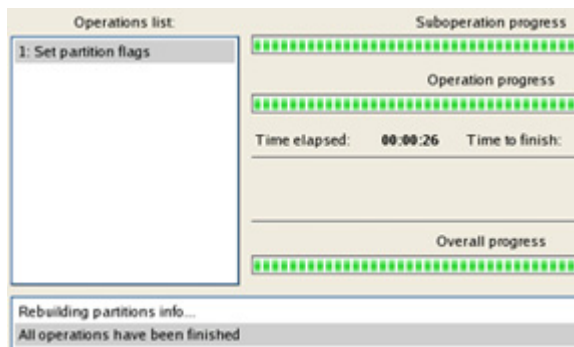 Operations list:
1: Set partition flags
Suboperation progress
Operation progress
Time elapsed: 00:00:26 Time to finish:
Overall progress
Rebuilding partitions info...
All operations have been finished